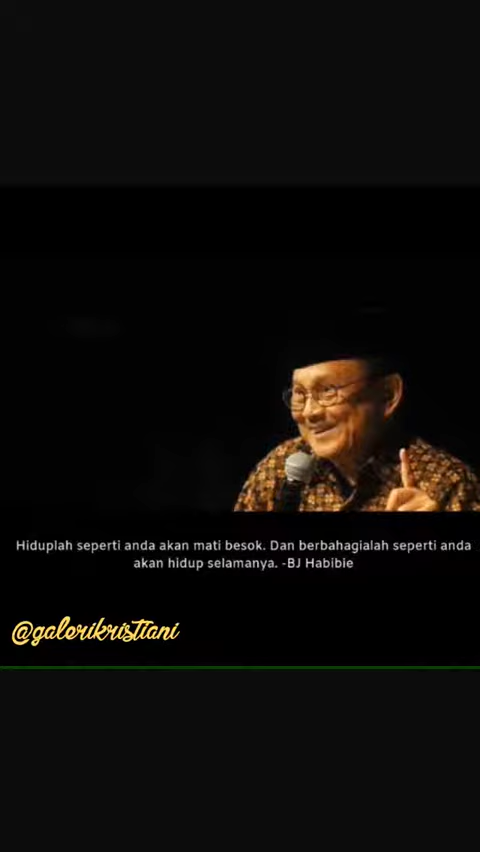 Hiduplah seperti anda akan mati besok. Dan berbahagialah seperti anda
akan hidup selamanya. -BJ Habibie
@galerikristiani